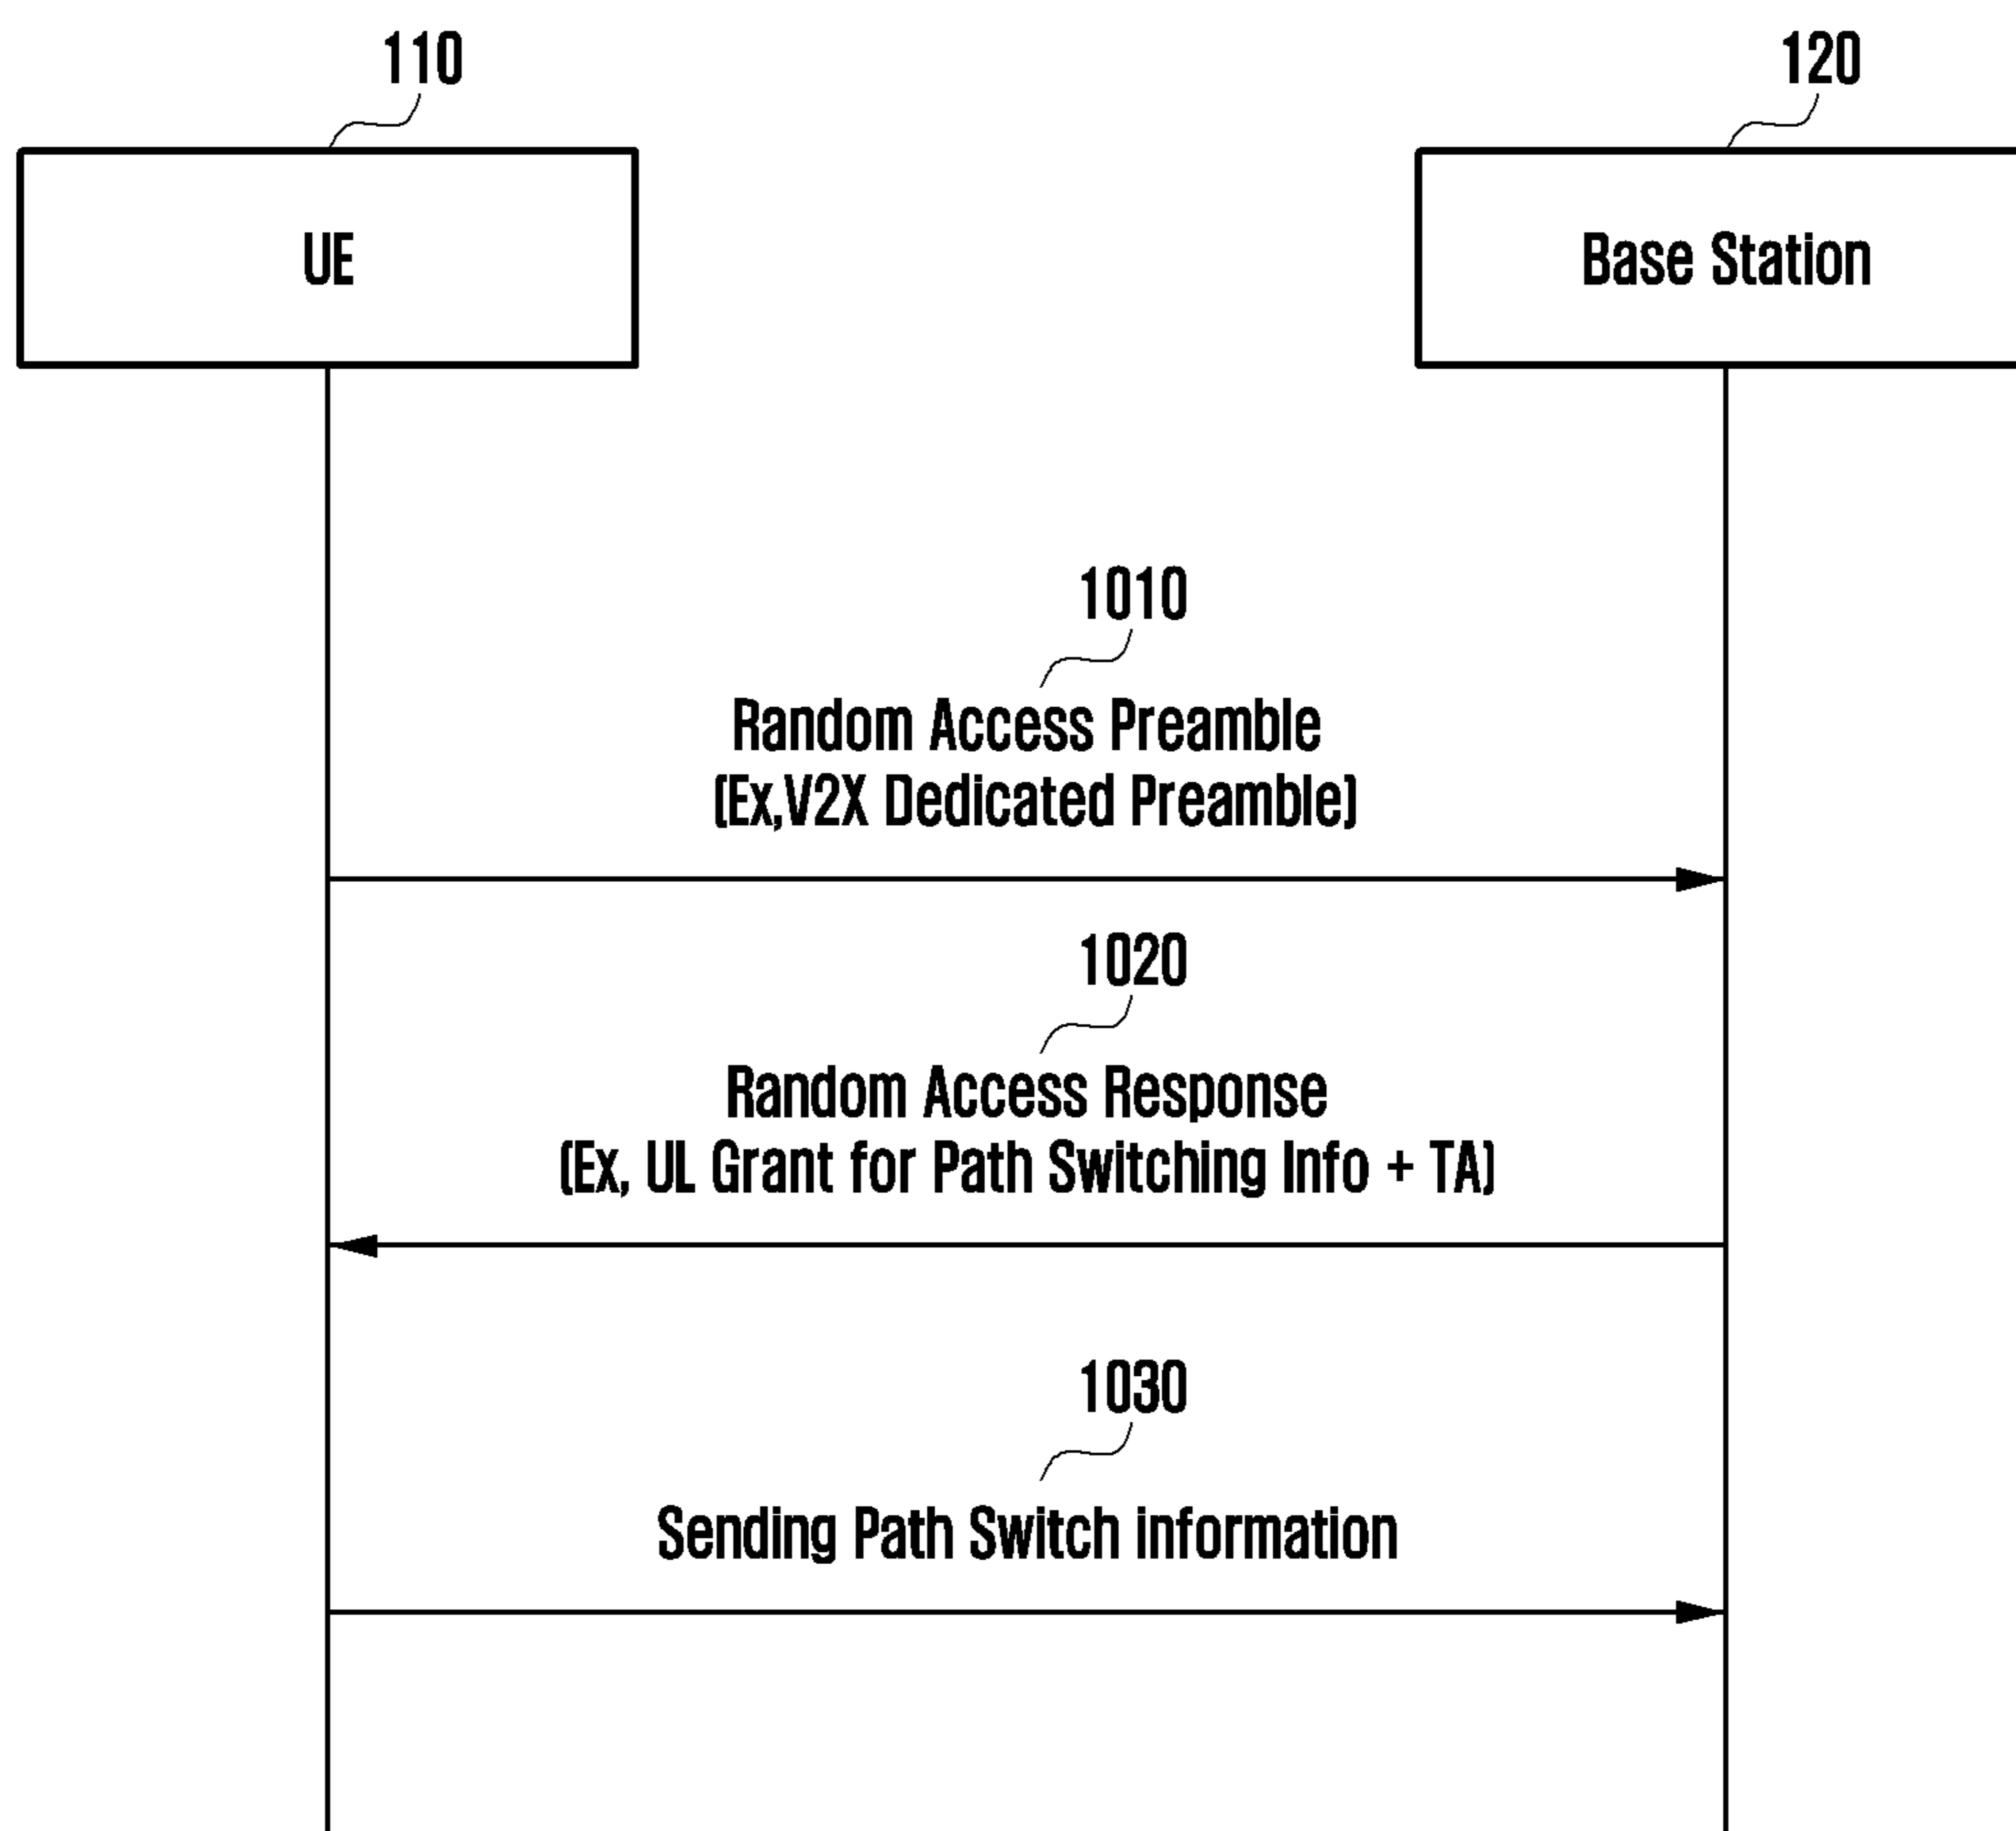 110
120
UE
Base Station
1010
Random Access Preamble
(Ex,V2X Dedicated Preamble)
1020
Random Access Response
(Ex, UL Grant for Path Switching Info + TA)
1030
Sending Path Switch information